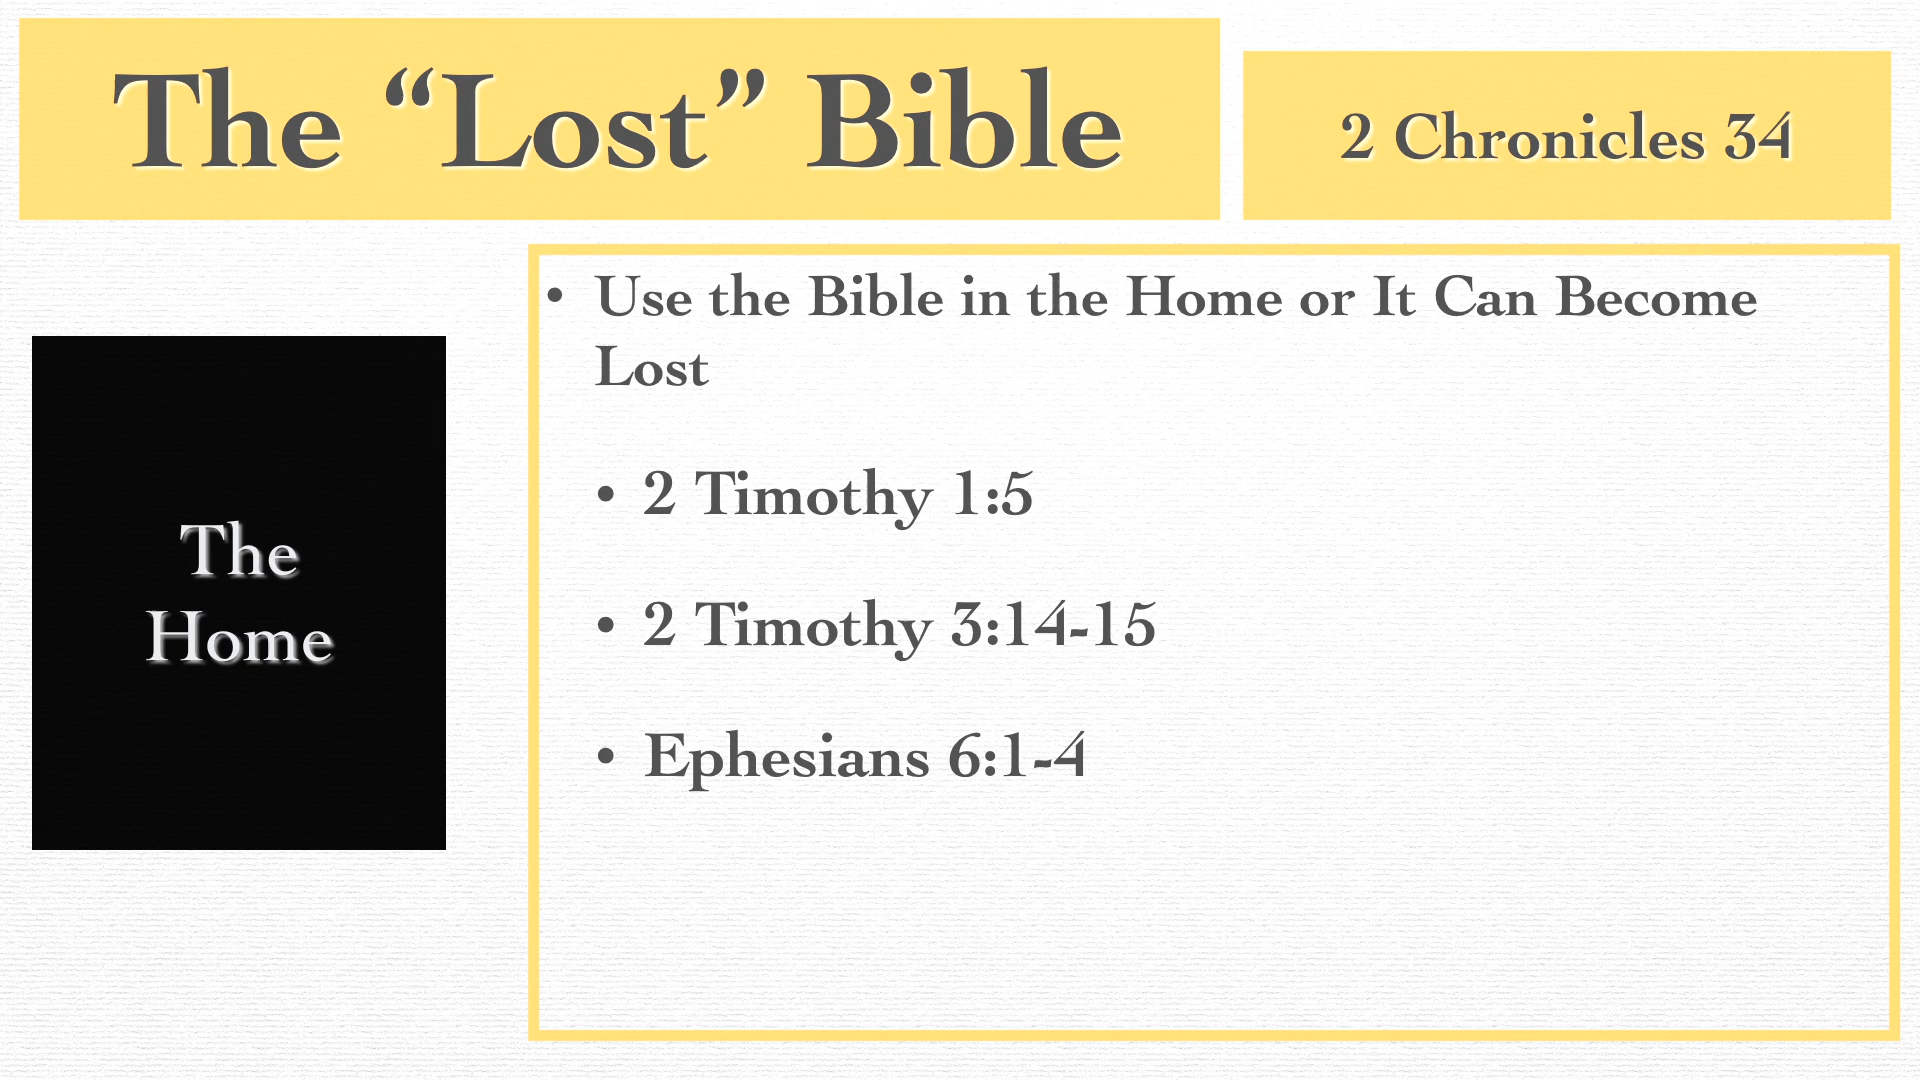 The “Lost” Bible
2 Chronicles 34
The
Home
• Use the Bible in the Home or It Can Become
Lost
• 2 Timothy 1:5
• 2 Timothy 3:14-15
• Ephesians 6:1-4